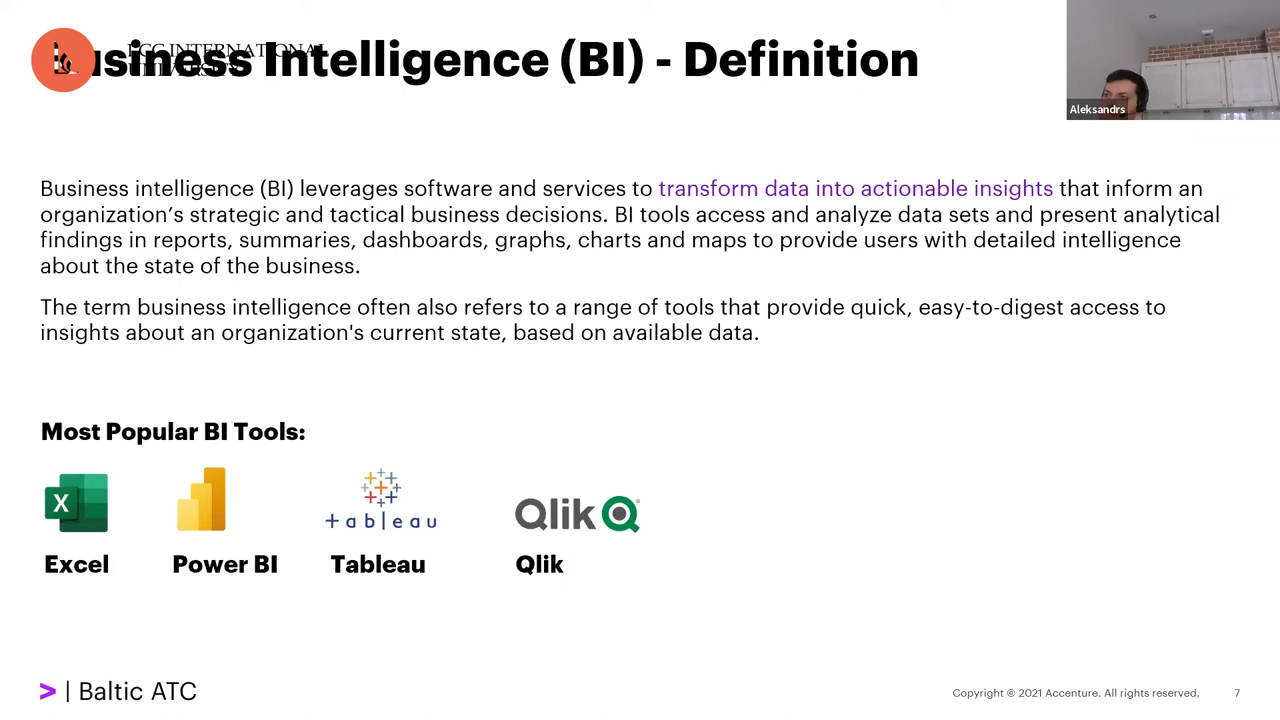 Business Intelligence (BI) - Definition
LCC INTERNATIONAL
UNIVERSITY
Aleksandrs
Business intelligence (BI) leverages software and services to transform data into actionable insights that inform an
organization’s strategic and tactical business decisions. BI tools access and analyze data sets and present analytical
findings in reports, summaries, dashboards, graphs, charts and maps to provide users with detailed intelligence
about the state of the business.
The term business intelligence often also refers to a range of tools that provide quick, easy-to-digest access to
insights about an organization's current state, based on available data.
Most Popular BI Tools:
X
+ableau
Qlik Q
Excel
Power BI
Tableau
Qlik
> | Baltic ATC
Copyright © 2021 Accenture. All rights reserved.
7